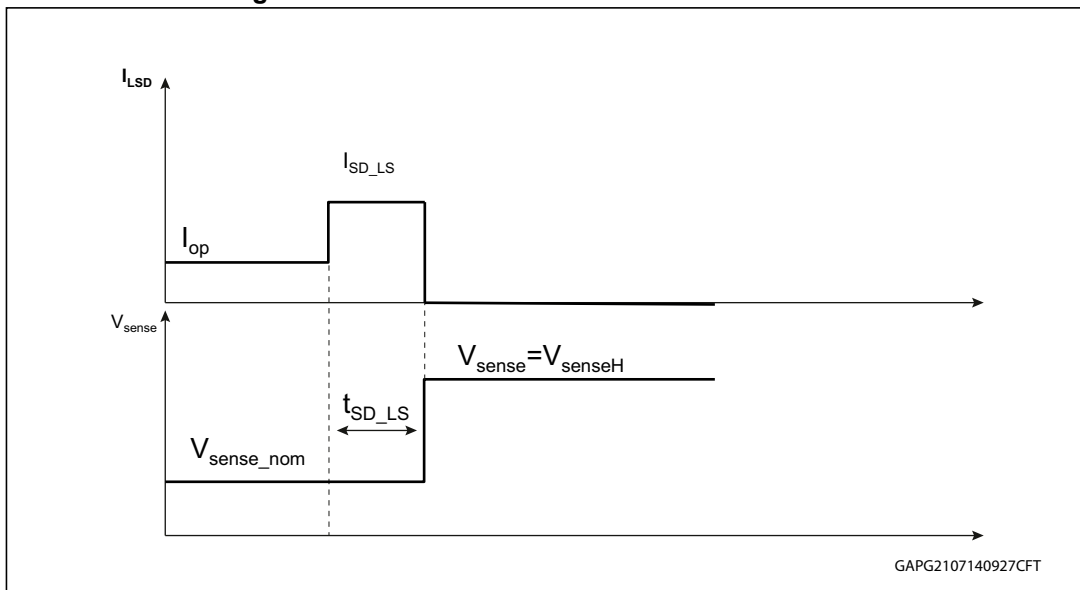 I_LSD
I_SD_LS
I_op
V_sense
V_sense=V_senseH
t_SD_LS
V_sense_nom
GAPG2107140927CFT